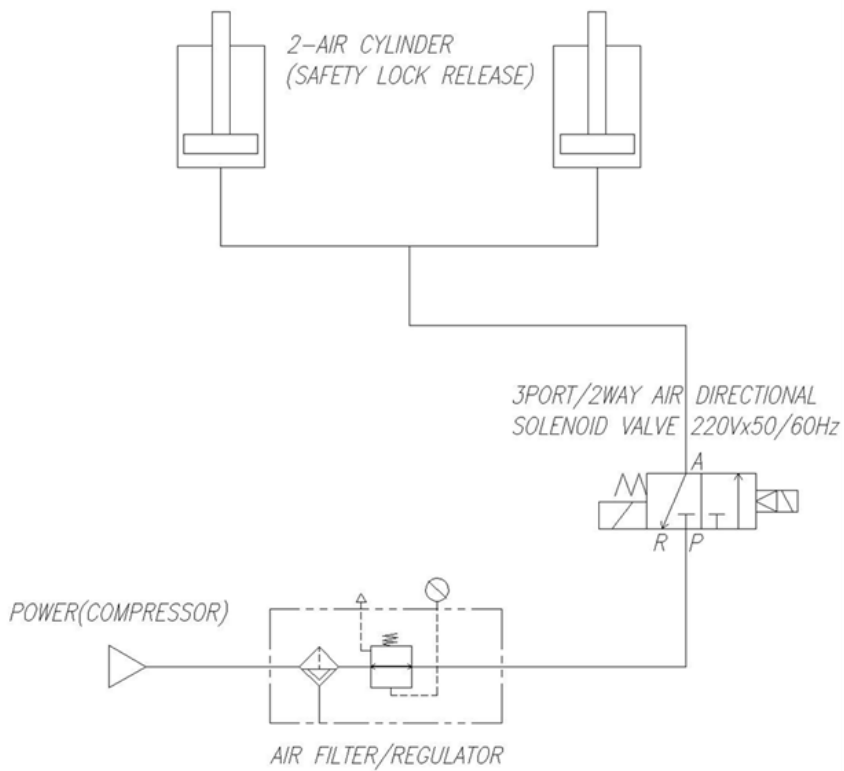 2-AIR CYLINDER
(SAFETY LOCK RELEASE)
3PORT/2WAY AIR DIRECTIONAL
SOLENOID VALVE 220Vx50/60Hz
A
R P
POWER(COMPRESSOR)
AIR FILTER/REGULATOR